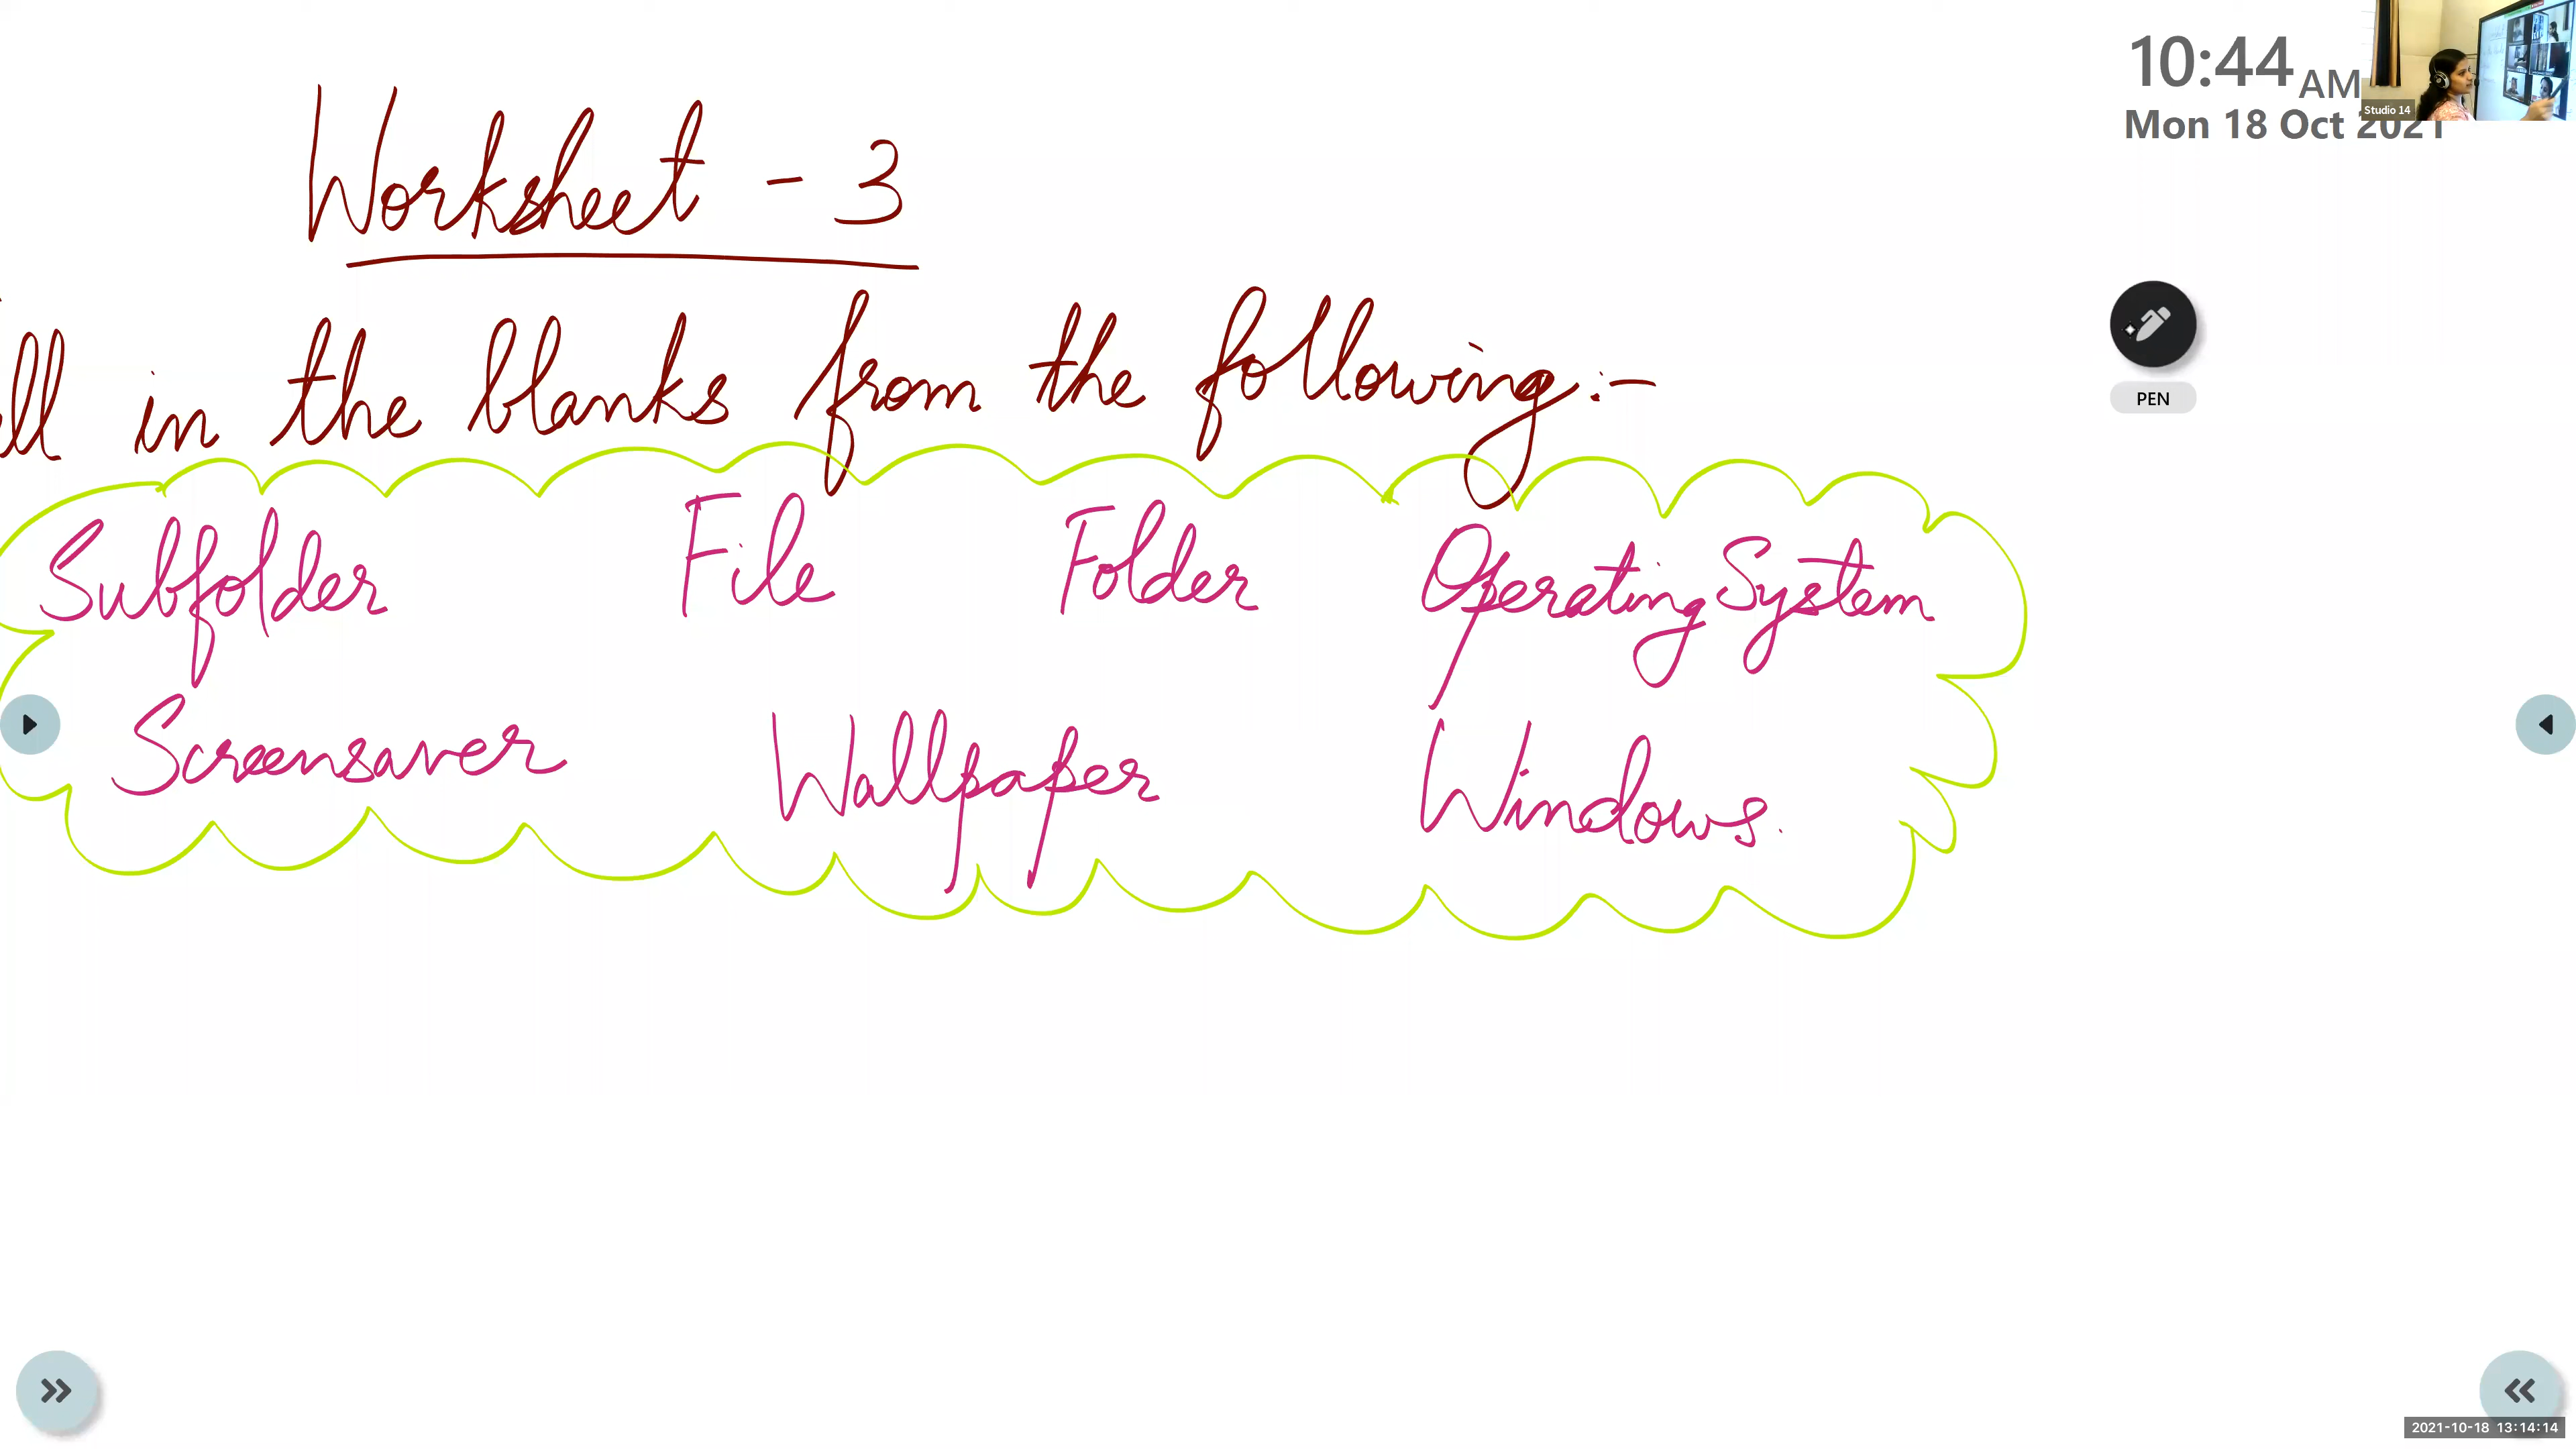 10:44 AM
Studio 14
Mon 18 Oct 2021
Worksheet - 3
ll in the blanks from the following:-
PEN
Subfolder File Folder Operating System
Screensaver Wallpaper Windows.
2021-10-18 13:14:14